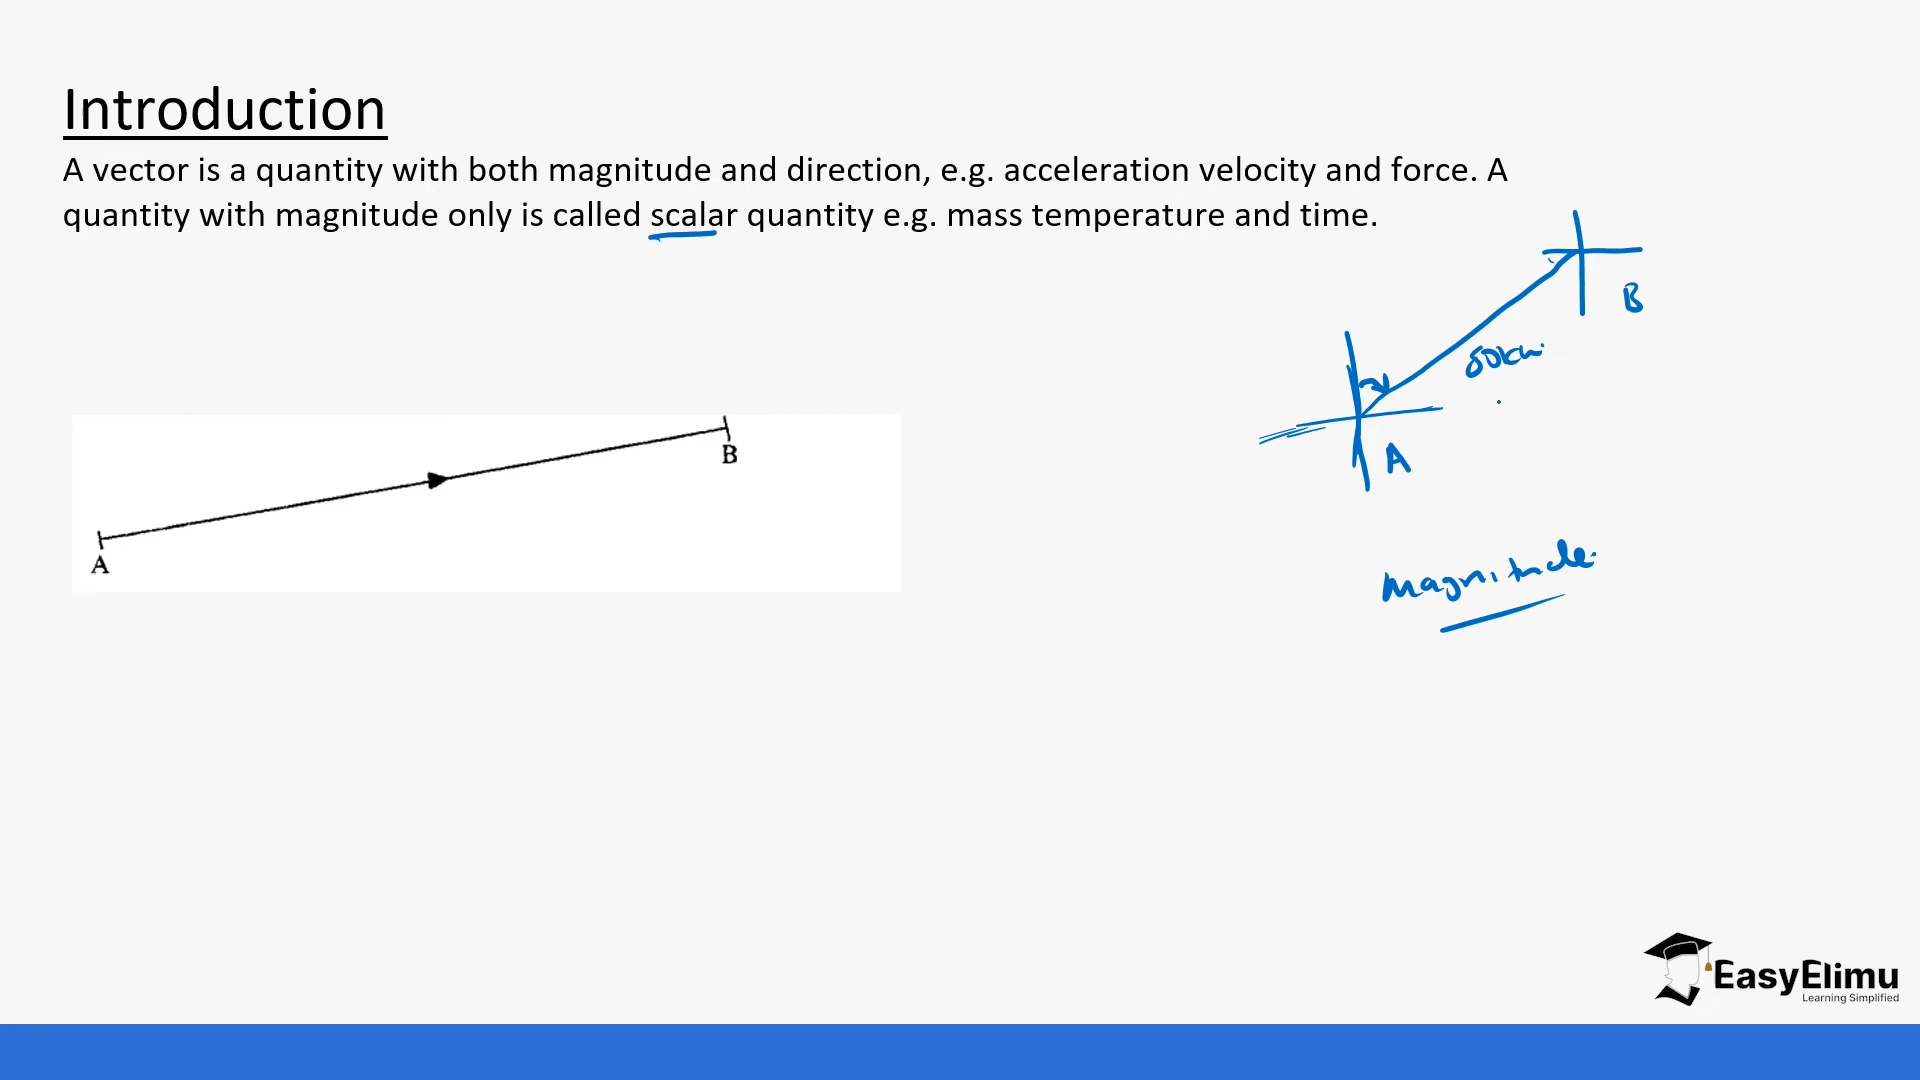 Introduction
A vector is a quantity with both magnitude and direction, e.g. acceleration velocity and force. A
quantity with magnitude only is called scalar quantity e.g. mass temperature and time.
B
80km
B
A
A
magnitude
EasyElimu
Learning Simplified